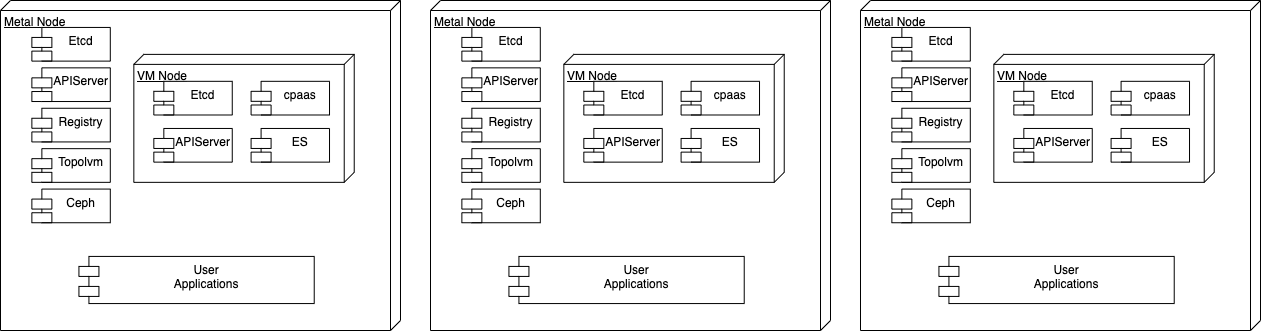 Metal Node
Etcd
APIServer
Registry
Topolvm
Ceph
VM Node
Etcd
cpaas
APIServer
ES
User
Applications
Metal Node
Etcd
APIServer
Registry
Topolvm
Ceph
VM Node
Etcd
cpaas
APIServer
ES
User
Applications
Metal Node
Etcd
APIServer
Registry
Topolvm
Ceph
VM Node
Etcd
cpaas
APIServer
ES
User
Applications